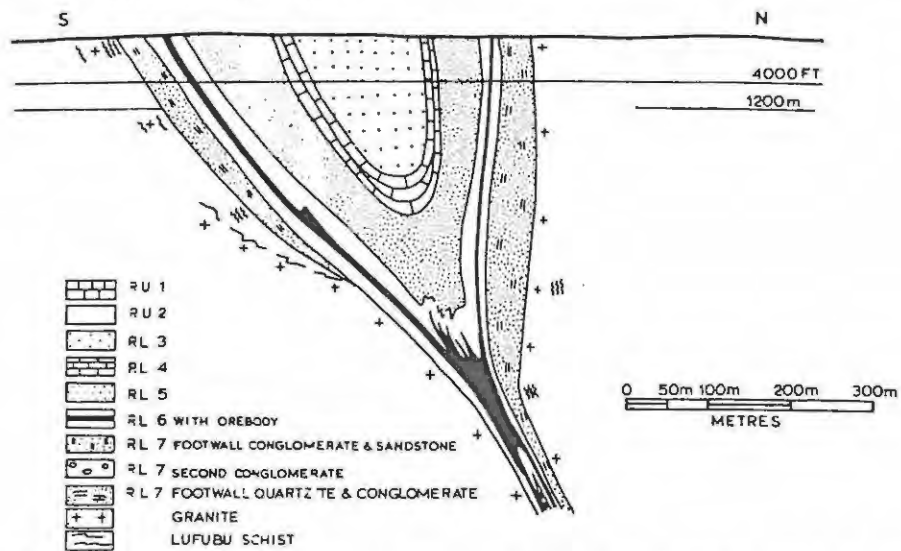 S
N
4000 FT
1200 m
RU 1
RU 2
RL 3
RL 4
RL 5
RL 6 WITH OREBODY
RL 7 FOOTWALL CONGLOMERATE & SANDSTONE
RL 7 SECOND CONGLOMERATE
RL 7 FOOTWALL QUARTZITE & CONGLOMERATE
GRANITE
LUFUBU SCHIST
0 50m 100m 200m 300m
METRES